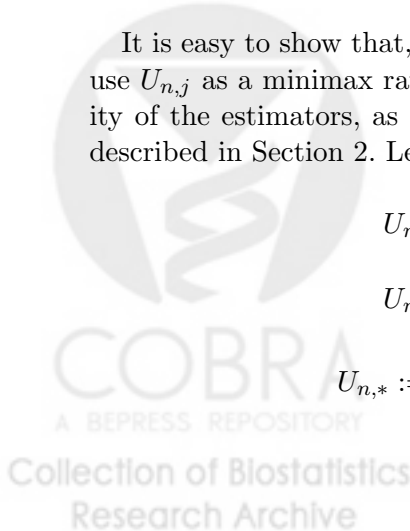 It is easy to show that,
use U_{n,j} as a minimax ra
ity of the estimators, as
described in Section 2. Le
U_n
U_n
U_{n,*} :=
COBRA
A BEPRESS REPOSITORY
Collection of Biostatistics
Research Archive